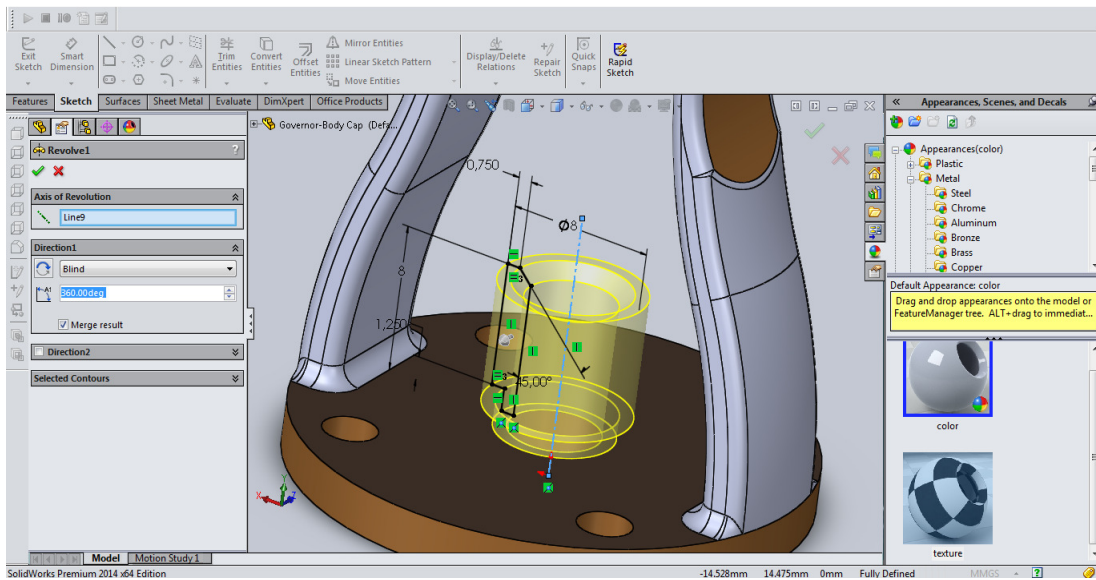 Exit
Sketch
Smart
Dimension
Trim
Entities
Convert
Entities
Offset
Entities
Mirror Entities
Linear Sketch Pattern
Move Entities
Display/Delete
Relations
Repair
Sketch
Quick
Snaps
Rapid
Sketch
Features
Sketch
Surfaces
Sheet Metal
Evaluate
DimXpert
Office Products
Revolve1
?
Axis of Revolution
Line9
Direction1
Blind
360.00deg
Merge result
Direction2
Selected Contours
Governor-Body Cap (Defa...
0,750
Ø8
8
1,250
45,00°
3
3
Y
X
Z
Appearances, Scenes, and Decals
Appearances(color)
Plastic
Metal
Steel
Chrome
Aluminum
Bronze
Brass
Copper
Default Appearance: color
Drag and drop appearances onto the model or
FeatureManager tree. ALT+drag to immediat...
color
texture
Model
Motion Study 1
SolidWorks Premium 2014 x64 Edition
-14.528mm
14.475mm
0mm
Fully Defined
MMGS
?